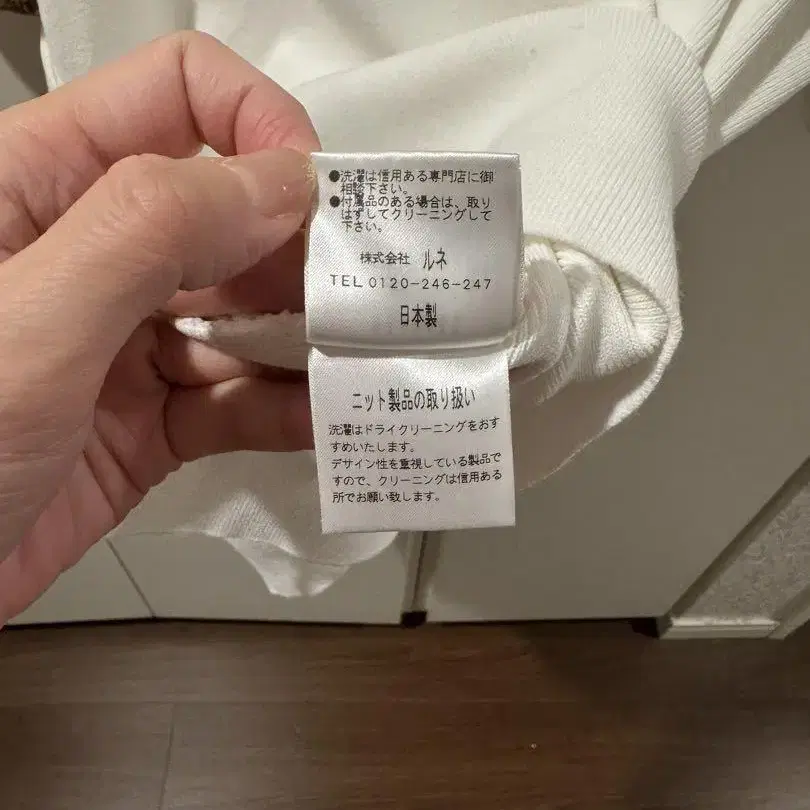 ●洗濯は信用ある専門店に御
相談下さい。
●付属品のある場合は、取り
はずしてクリーニングして
下さい。
株式会社 ルネ
TEL 0120-246-247
日本製
ニット製品の取り扱い
洗濯はドライクリーニングをおす
すめいたします。
デザイン性を重視している製品で
すので、クリーニングは信用ある
所でお願い致します。